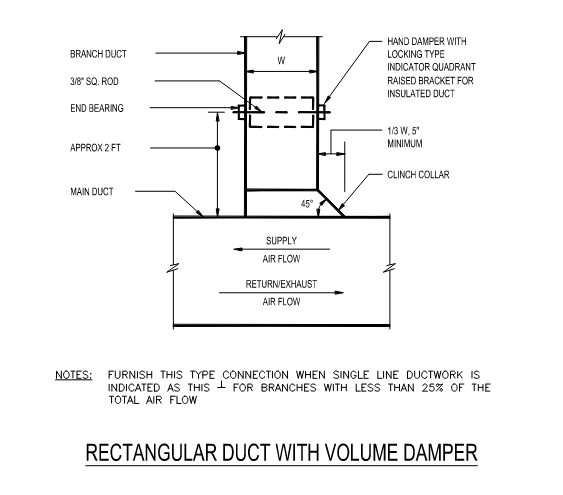 BRANCH DUCT
3/8" SQ. ROD
END BEARING
APPROX 2 FT
MAIN DUCT
W
HAND DAMPER WITH
LOCKING TYPE
INDICATOR QUADRANT
RAISED BRACKET FOR
INSULATED DUCT
1/3 W, 5"
MINIMUM
CLINCH COLLAR
45°
SUPPLY
AIR FLOW
RETURN/EXHAUST
AIR FLOW
NOTES: FURNISH THIS TYPE CONNECTION WHEN SINGLE LINE DUCTWORK IS
INDICATED AS THIS ┴ FOR BRANCHES WITH LESS THAN 25% OF THE
TOTAL AIR FLOW
RECTANGULAR DUCT WITH VOLUME DAMPER